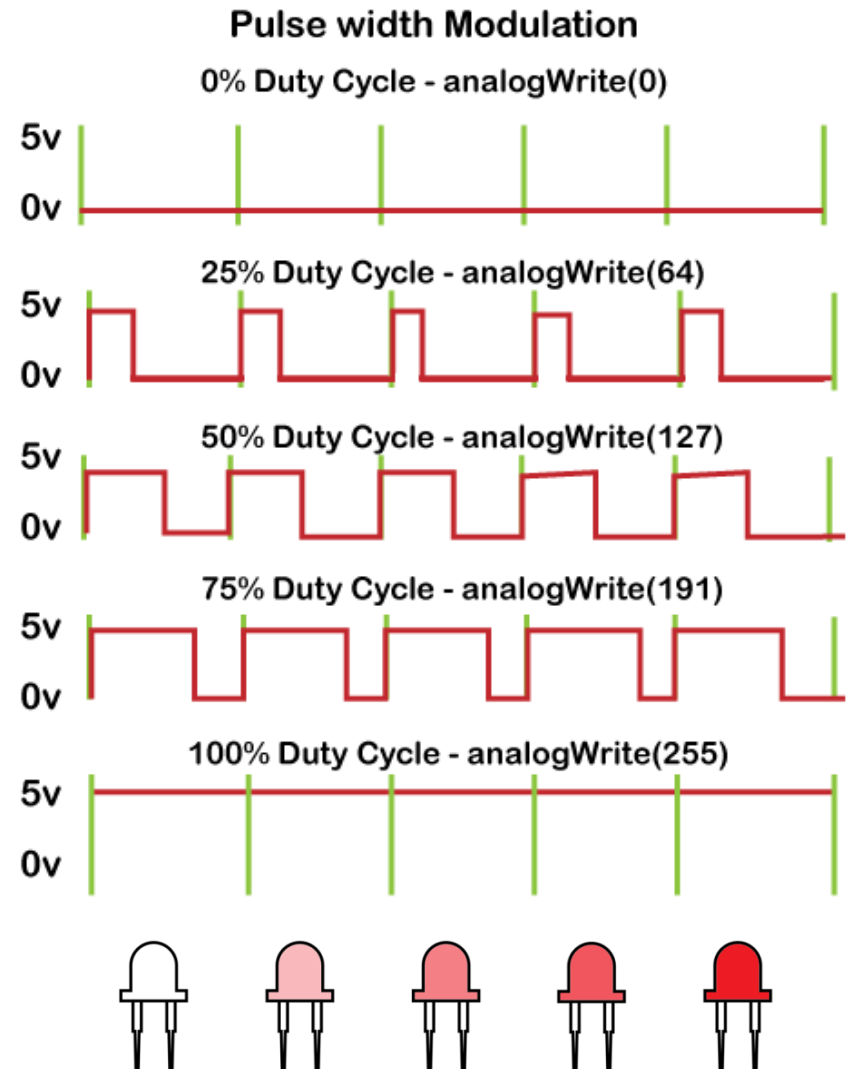 Pulse width Modulation
0% Duty Cycle - analogWrite(0)
5v
0v
25% Duty Cycle - analogWrite(64)
5v
0v
50% Duty Cycle - analogWrite(127)
5v
0v
75% Duty Cycle - analogWrite(191)
5v
0v
100% Duty Cycle - analogWrite(255)
5v
0v